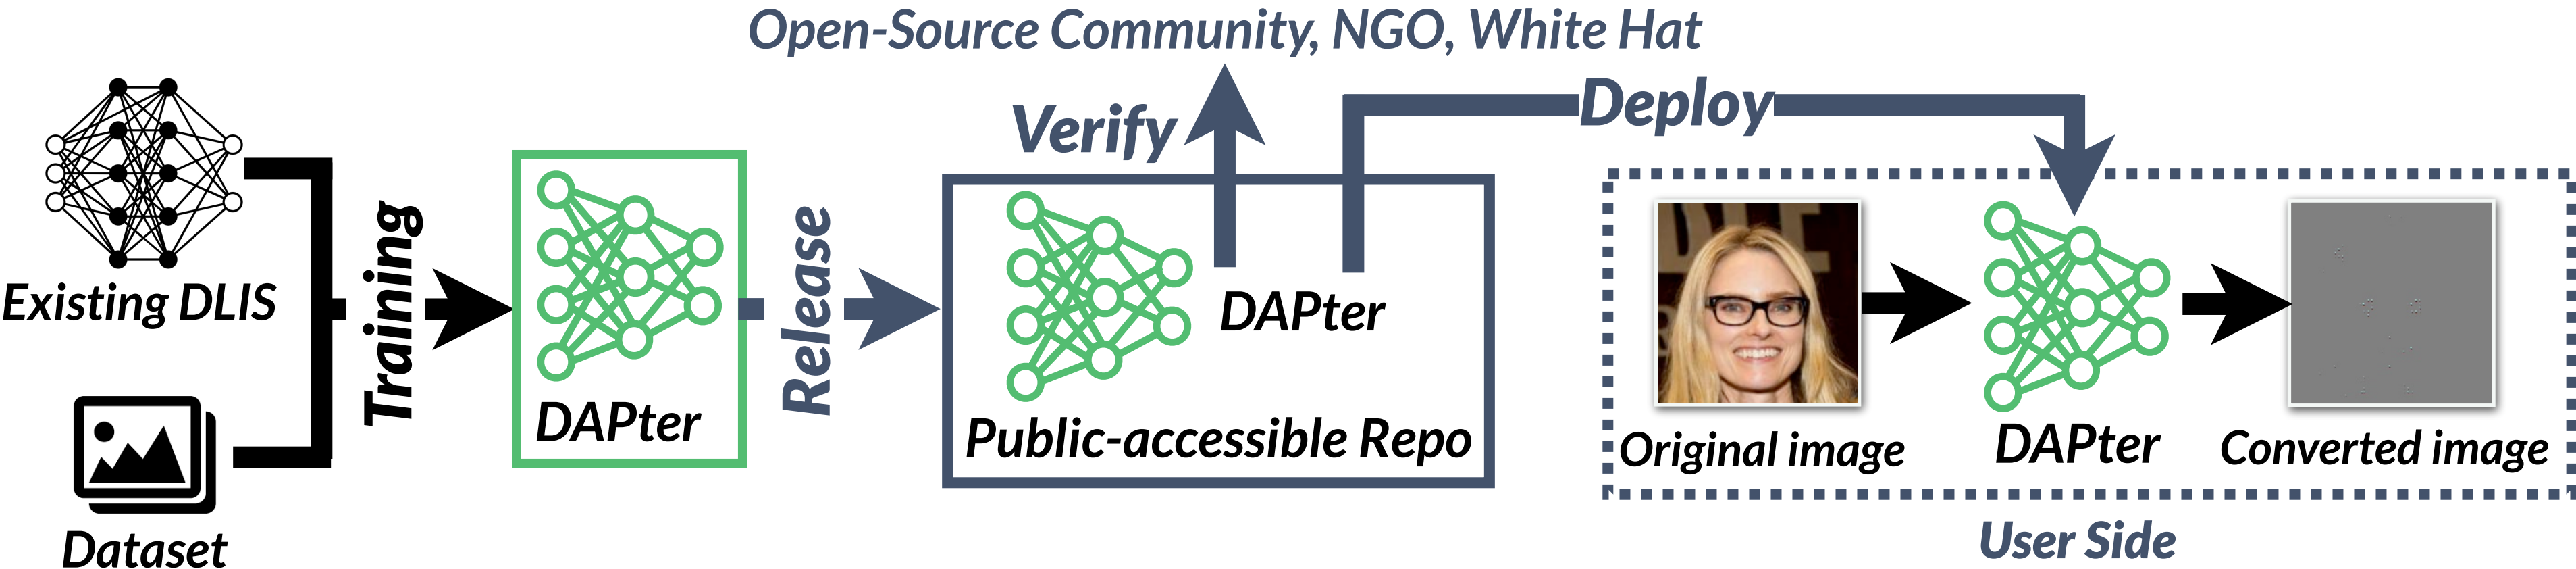 Open-Source Community, NGO, White Hat
Verify
Deploy
Existing DLIS
Dataset
Training
DAPter
Release
DAPter
Public-accessible Repo
Original image
DAPter
Converted image
User Side